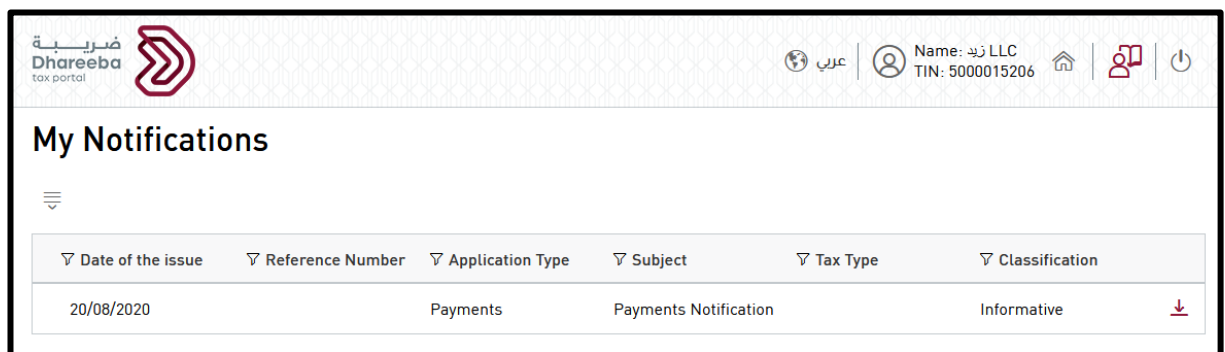 ضريبة
Dhareeba
tax portal
عربي
Name: زيد LLC
TIN: 5000015206
My Notifications
Date of the issue Reference Number Application Type Subject Tax Type Classification
20/08/2020 Payments Payments Notification Informative